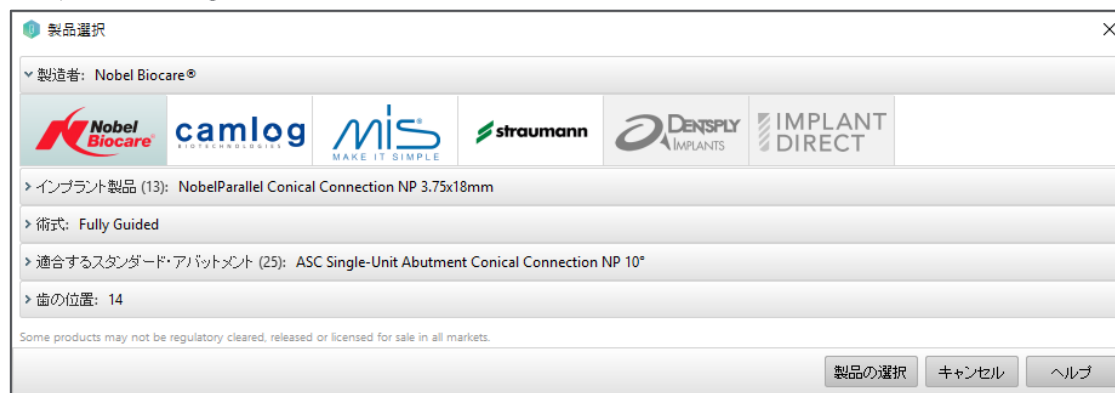 製品選択
製造者: Nobel Biocare®
Nobel Biocare® camlog BIOTECHNOLOGIES MIS MAKE IT SIMPLE straumann DENTSPLY IMPLANTS IMPLANT DIRECT
インプラント製品 (13): NobelParallel Conical Connection NP 3.75x18mm
術式: Fully Guided
適合するスタンダード・アバットメント (25): ASC Single-Unit Abutment Conical Connection NP 10°
歯の位置: 14
Some products may not be regulatory cleared, released or licensed for sale in all markets.
製品の選択 キャンセル ヘルプ